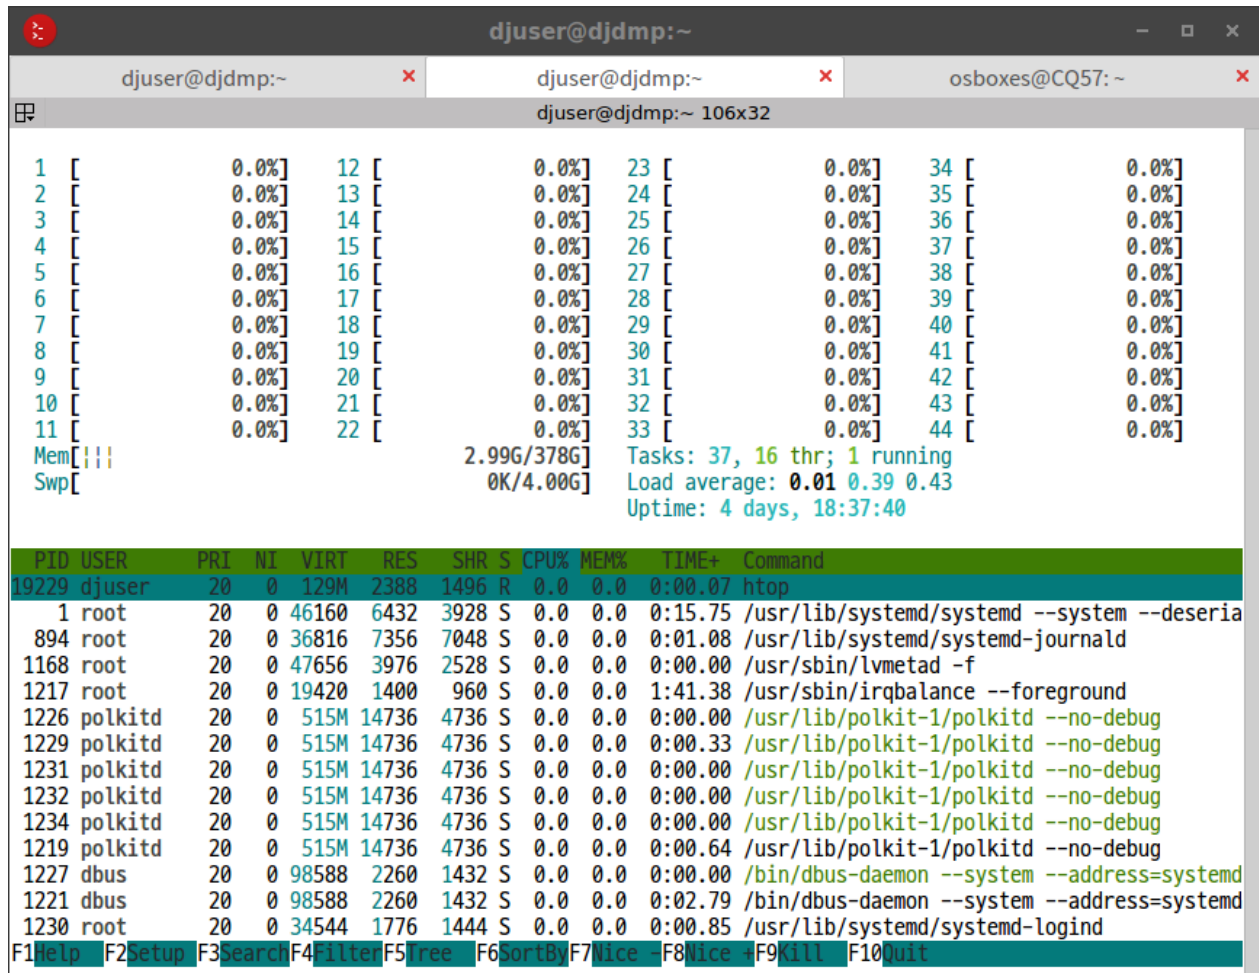 djuser@djdmp:~
djuser@djdmp:~ djuser@djdmp:~ osboxes@CQ57: ~
djuser@djdmp:~ 106x32
1 [ 0.0%] 12 [ 0.0%] 23 [ 0.0%] 34 [ 0.0%]
2 [ 0.0%] 13 [ 0.0%] 24 [ 0.0%] 35 [ 0.0%]
3 [ 0.0%] 14 [ 0.0%] 25 [ 0.0%] 36 [ 0.0%]
4 [ 0.0%] 15 [ 0.0%] 26 [ 0.0%] 37 [ 0.0%]
5 [ 0.0%] 16 [ 0.0%] 27 [ 0.0%] 38 [ 0.0%]
6 [ 0.0%] 17 [ 0.0%] 28 [ 0.0%] 39 [ 0.0%]
7 [ 0.0%] 18 [ 0.0%] 29 [ 0.0%] 40 [ 0.0%]
8 [ 0.0%] 19 [ 0.0%] 30 [ 0.0%] 41 [ 0.0%]
9 [ 0.0%] 20 [ 0.0%] 31 [ 0.0%] 42 [ 0.0%]
10 [ 0.0%] 21 [ 0.0%] 32 [ 0.0%] 43 [ 0.0%]
11 [ 0.0%] 22 [ 0.0%] 33 [ 0.0%] 44 [ 0.0%]
Mem[||| 2.99G/378G] Tasks: 37, 16 thr; 1 running
Swp[ 0K/4.00G] Load average: 0.01 0.39 0.43
Uptime: 4 days, 18:37:40
PID USER PRI NI VIRT RES SHR S CPU% MEM% TIME+ Command
19229 djuser 20 0 129M 2388 1496 R 0.0 0.0 0:00.07 htop
1 root 20 0 46160 6432 3928 S 0.0 0.0 0:15.75 /usr/lib/systemd/systemd --system --deseria
894 root 20 0 36816 7356 7048 S 0.0 0.0 0:01.08 /usr/lib/systemd/systemd-journald
1168 root 20 0 47656 3976 2528 S 0.0 0.0 0:00.00 /usr/sbin/lvmetad -f
1217 root 20 0 19420 1400 960 S 0.0 0.0 1:41.38 /usr/sbin/irqbalance --foreground
1226 polkitd 20 0 515M 14736 4736 S 0.0 0.0 0:00.00 /usr/lib/polkit-1/polkitd --no-debug
1229 polkitd 20 0 515M 14736 4736 S 0.0 0.0 0:00.33 /usr/lib/polkit-1/polkitd --no-debug
1231 polkitd 20 0 515M 14736 4736 S 0.0 0.0 0:00.00 /usr/lib/polkit-1/polkitd --no-debug
1232 polkitd 20 0 515M 14736 4736 S 0.0 0.0 0:00.00 /usr/lib/polkit-1/polkitd --no-debug
1234 polkitd 20 0 515M 14736 4736 S 0.0 0.0 0:00.00 /usr/lib/polkit-1/polkitd --no-debug
1219 polkitd 20 0 515M 14736 4736 S 0.0 0.0 0:00.64 /usr/lib/polkit-1/polkitd --no-debug
1227 dbus 20 0 98588 2260 1432 S 0.0 0.0 0:00.00 /bin/dbus-daemon --system --address=systemd
1221 dbus 20 0 98588 2260 1432 S 0.0 0.0 0:02.79 /bin/dbus-daemon --system --address=systemd
1230 root 20 0 34544 1776 1444 S 0.0 0.0 0:00.85 /usr/lib/systemd/systemd-logind
F1Help F2Setup F3SearchF4FilterF5Tree F6SortByF7Nice -F8Nice +F9Kill F10Quit